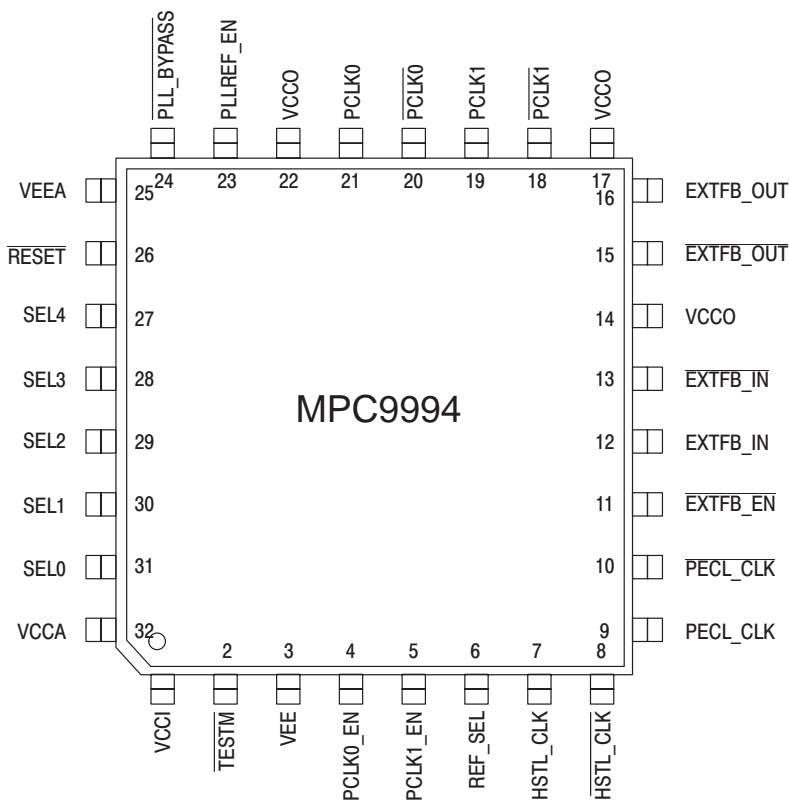 PLL_BYPASS
PLLREF_EN
VCCO
PCLK0
PCLK0
PCLK1
PCLK1
VCCO
24 23 22 21 20 19 18 17
VEEA 25 16 EXTFB_OUT
RESET 26 15 EXTFB_OUT
SEL4 27 14 VCCO
SEL3 28 13 EXTFB_IN
MPC9994
SEL2 29 12 EXTFB_IN
SEL1 30 11 EXTFB_EN
SEL0 31 10 PECL_CLK
VCCA 32 9 PECL_CLK
2 3 4 5 6 7 8
VCCI
TESTM
VEE
PCLK0_EN
PCLK1_EN
REF_SEL
HSTL_CLK
HSTL_CLK